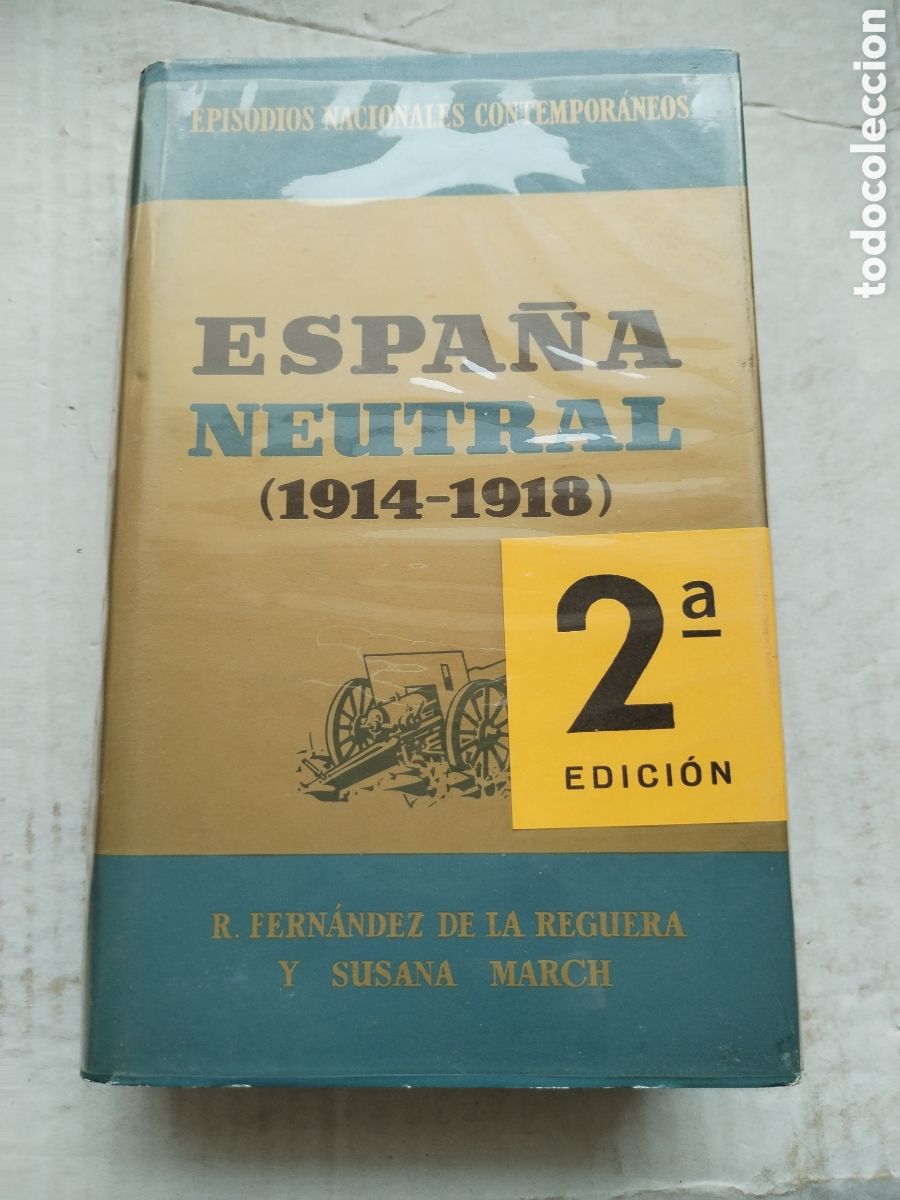 EPISODIOS NACIONALES CONTEMPORÁNEOS
ESPAÑA
NEUTRAL
(1914-1918)
2ª
EDICIÓN
R. FERNÁNDEZ DE LA REGUERA
Y SUSANA MARCH
todocoleccion